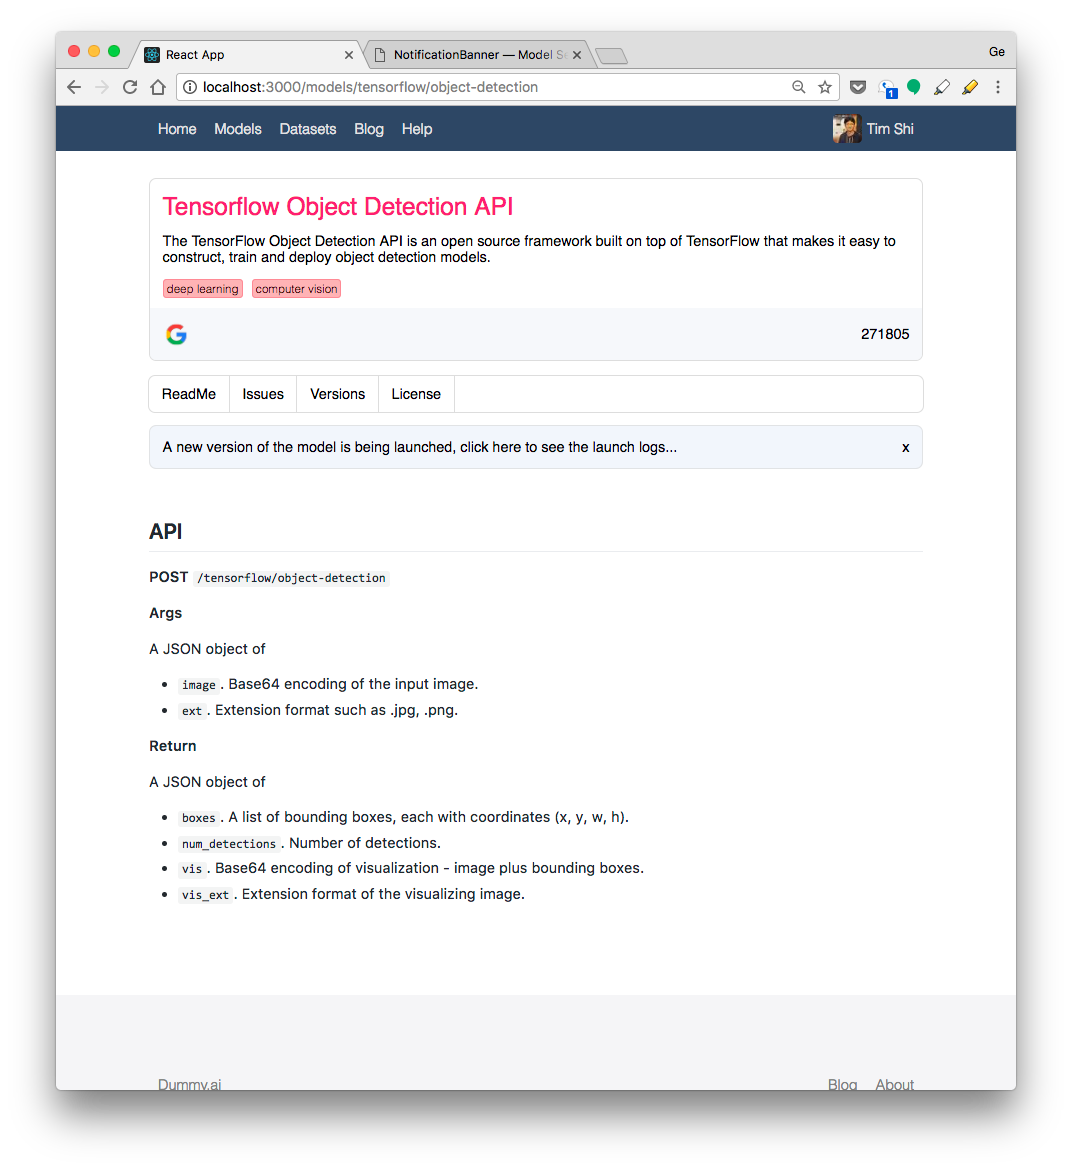 React App
NotificationBanner — Model S
Ge
localhost:3000/models/tensorflow/object-detection
1
Home Models Datasets Blog Help Tim Shi
Tensorflow Object Detection API
The TensorFlow Object Detection API is an open source framework built on top of TensorFlow that makes it easy to
construct, train and deploy object detection models.
deep learning computer vision
271805
ReadMe Issues Versions License
A new version of the model is being launched, click here to see the launch logs... x
API
POST /tensorflow/object-detection
Args
A JSON object of
• image. Base64 encoding of the input image.
• ext. Extension format such as .jpg, .png.
Return
A JSON object of
• boxes. A list of bounding boxes, each with coordinates (x, y, w, h).
• num_detections. Number of detections.
• vis. Base64 encoding of visualization - image plus bounding boxes.
• vis_ext. Extension format of the visualizing image.
Dummy.ai Blog About